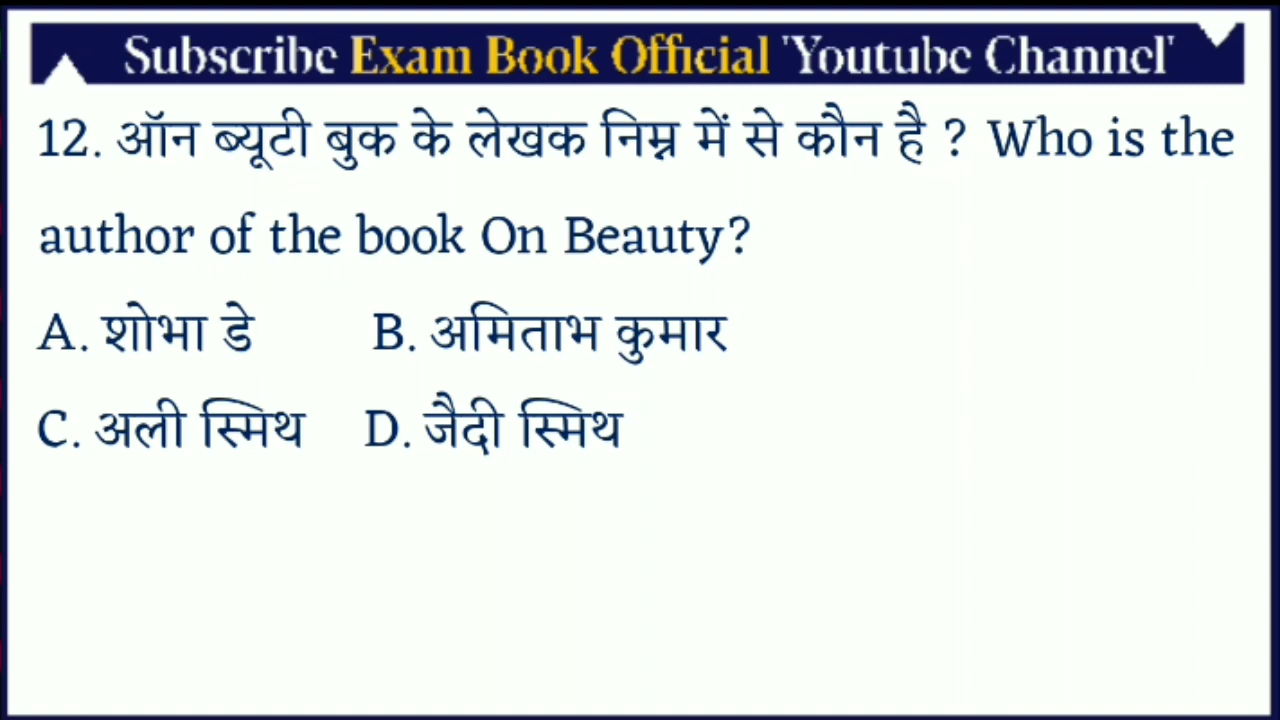 Subscribe Exam Book Official 'Youtube Channel'
12. ऑन ब्यूटी बुक के लेखक निम्न में से कौन है ? Who is the
author of the book On Beauty?
A. शोभा डे B. अमिताभ कुमार
C. अली स्मिथ D. जैदी स्मिथ